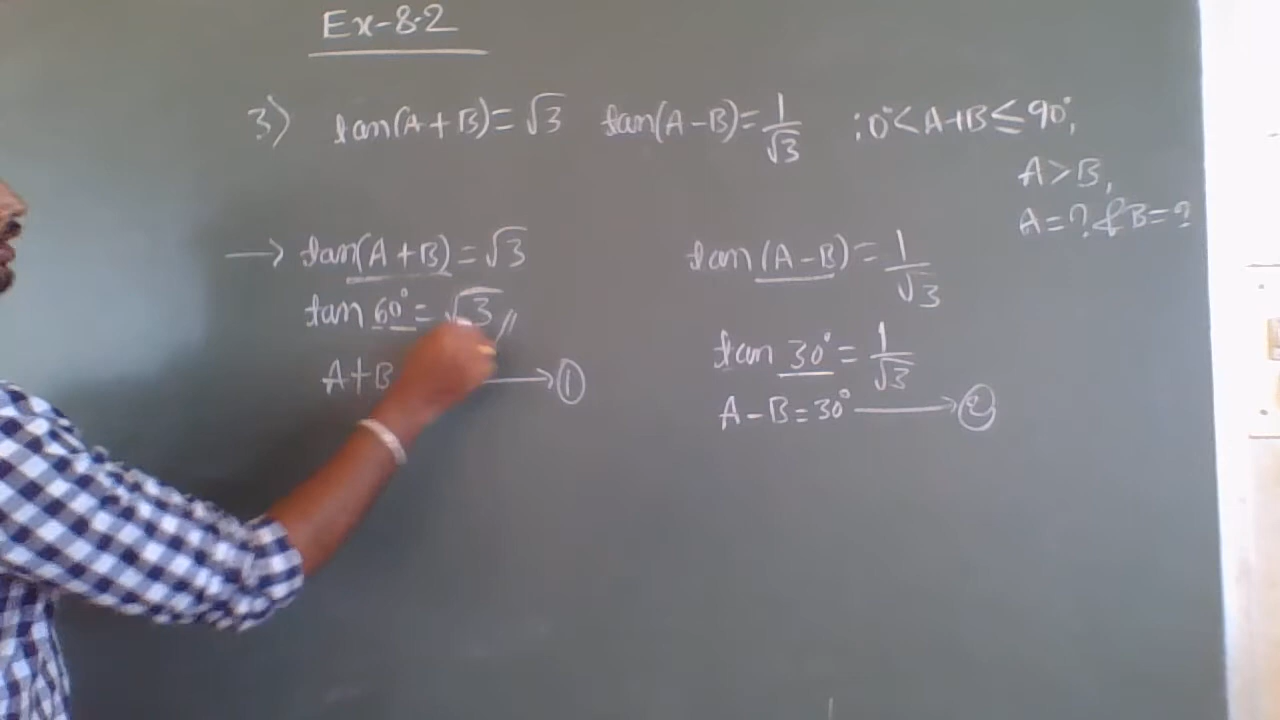 Ex-8.2
3) tan(A+B)=√3 tan(A-B)=1/√3 ;0°<A+B≤90°,
A>B,
A=? & B=?
→ tan(A+B)=√3
tan 60°=√3//
A+B → ①
tan(A-B)=1/√3
tan 30°=1/√3
A-B=30° → ②